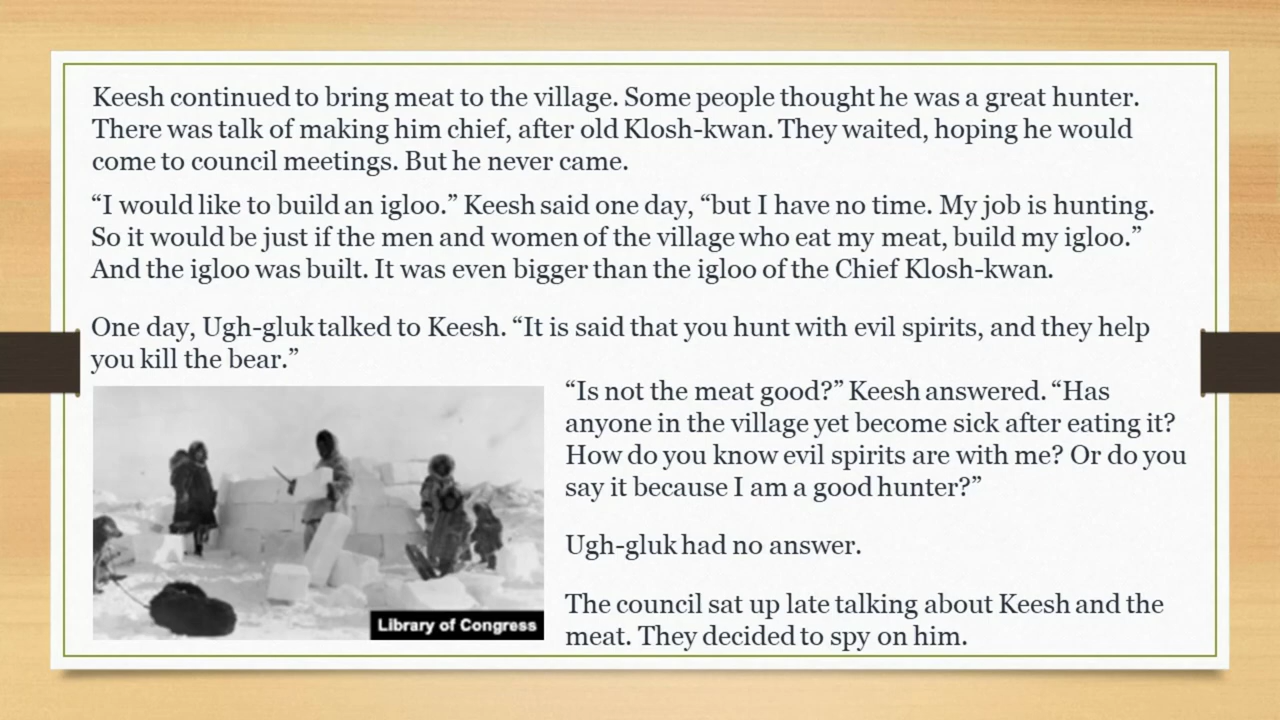 Keesh continued to bring meat to the village. Some people thought he was a great hunter.
There was talk of making him chief, after old Klosh-kwan. They waited, hoping he would
come to council meetings. But he never came.
“I would like to build an igloo.” Keesh said one day, “but I have no time. My job is hunting.
So it would be just if the men and women of the village who eat my meat, build my igloo.”
And the igloo was built. It was even bigger than the igloo of the Chief Klosh-kwan.
One day, Ugh-gluk talked to Keesh. “It is said that you hunt with evil spirits, and they help
you kill the bear.”
“Is not the meat good?” Keesh answered. “Has
anyone in the village yet become sick after eating it?
How do you know evil spirits are with me? Or do you
say it because I am a good hunter?”
Ugh-gluk had no answer.
The council sat up late talking about Keesh and the
meat. They decided to spy on him.
Library of Congress